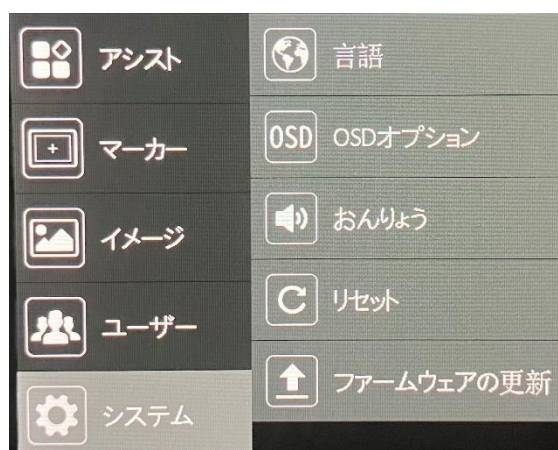 アシスト
マーカー
イメージ
ユーザー
システム
言語
OSD OSDオプション
おんりょう
リセット
ファームウェアの更新